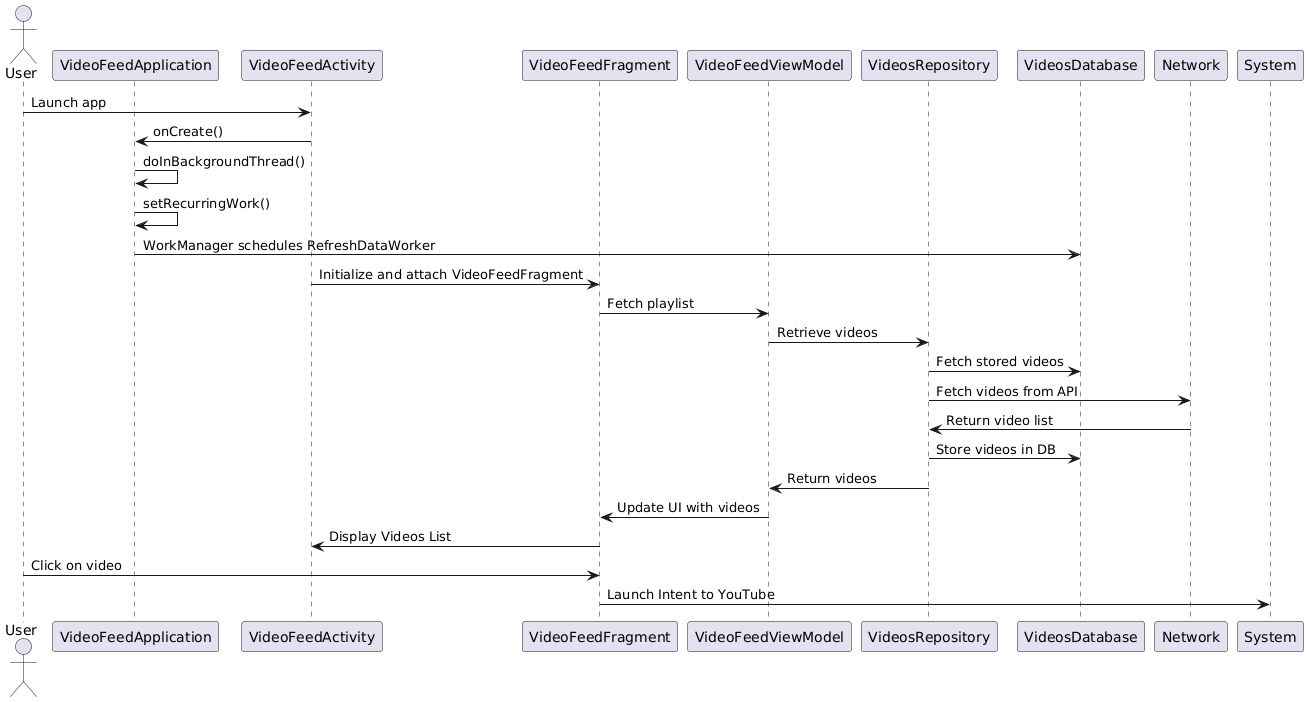 User
VideoFeedApplication
VideoFeedActivity
VideoFeedFragment
VideoFeedViewModel
VideosRepository
VideosDatabase
Network
System
Launch app
onCreate()
doInBackgroundThread()
setRecurringWork()
WorkManager schedules RefreshDataWorker
Initialize and attach VideoFeedFragment
Fetch playlist
Retrieve videos
Fetch stored videos
Fetch videos from API
Return video list
Store videos in DB
Return videos
Update UI with videos
Display Videos List
Click on video
Launch Intent to YouTube
User
VideoFeedApplication
VideoFeedActivity
VideoFeedFragment
VideoFeedViewModel
VideosRepository
VideosDatabase
Network
System